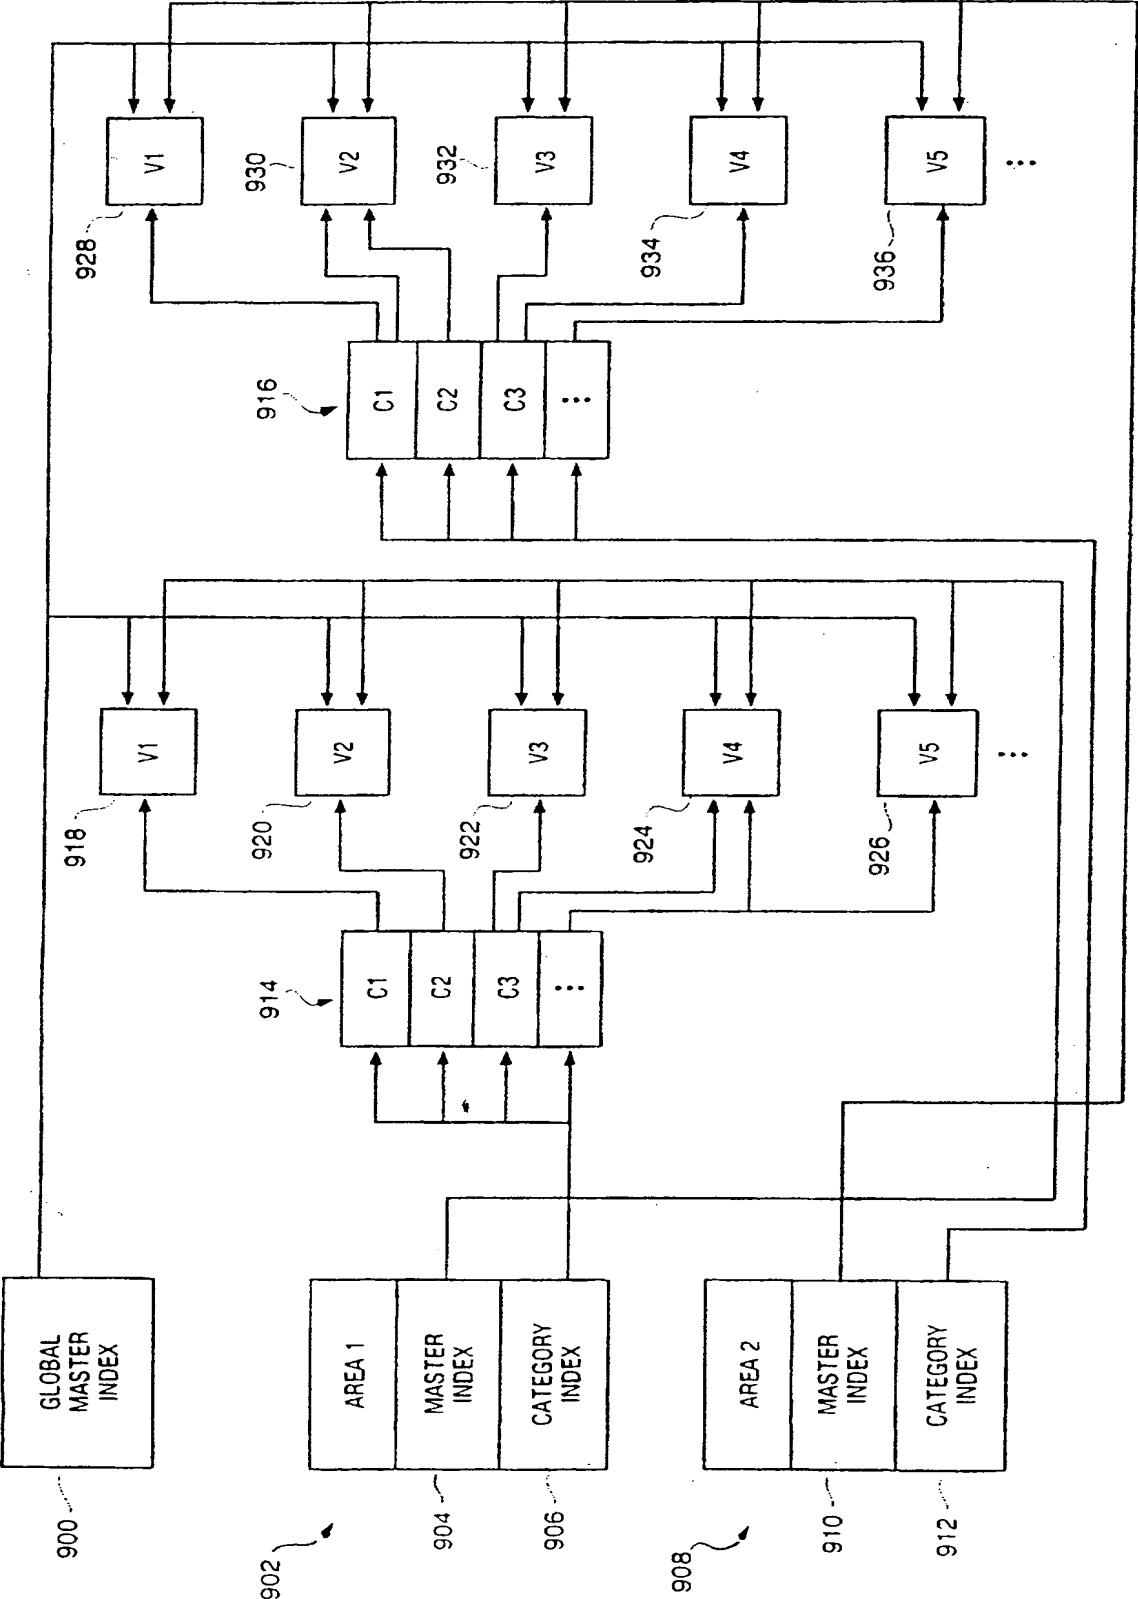 900
GLOBAL
MASTER
INDEX
902
AREA 1
904
MASTER
INDEX
906
CATEGORY
INDEX
908
AREA 2
910
MASTER
INDEX
912
CATEGORY
INDEX
914
C1
C2
C3
...
918
V1
920
V2
922
V3
924
V4
926
V5
...
916
C1
C2
C3
...
928
V1
930
V2
932
V3
934
V4
936
V5
...